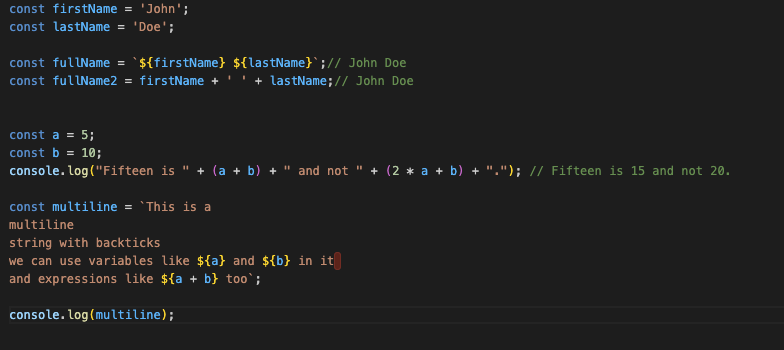 const firstName = 'John';
const lastName = 'Doe';
const fullName = `${firstName} ${lastName}`;// John Doe
const fullName2 = firstName + ' ' + lastName;// John Doe
const a = 5;
const b = 10;
console.log("Fifteen is " + (a + b) + " and not " + (2 * a + b) + "."); // Fifteen is 15 and not 20.
const multiline = `This is a
multiline
string with backticks
we can use variables like ${a} and ${b} in it
and expressions like ${a + b} too`;
console.log(multiline);